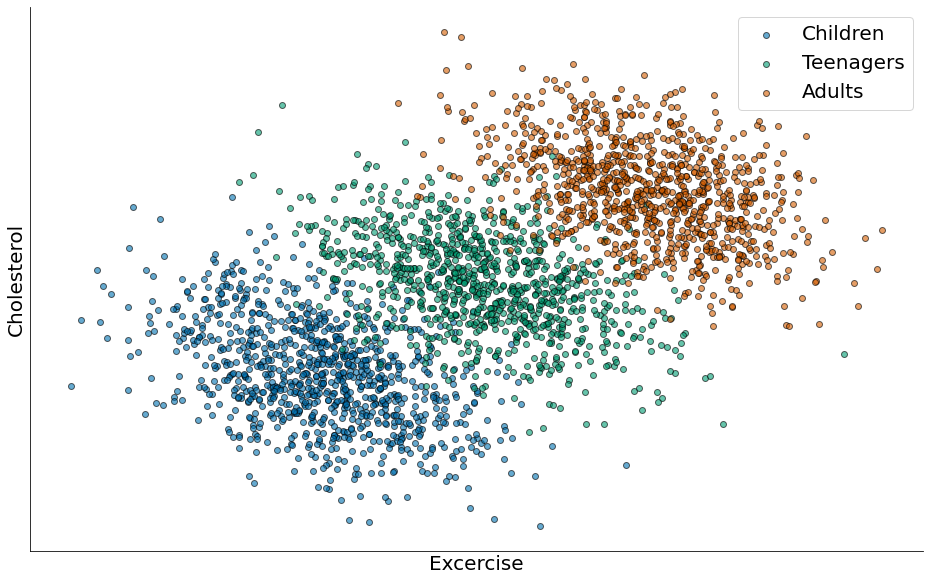 Children
Teenagers
Adults
Cholesterol
Excercise